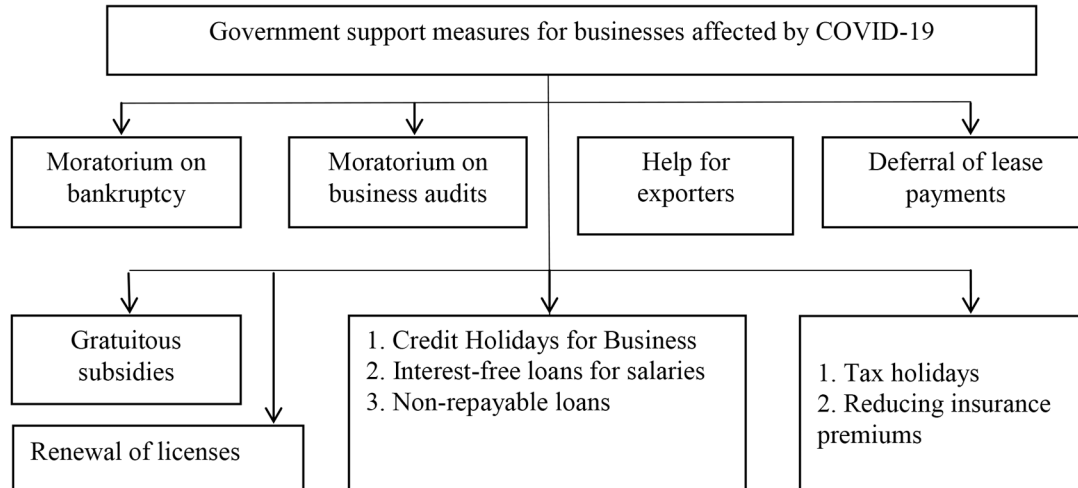 Government support measures for businesses affected by COVID-19
Moratorium on
bankruptcy
Moratorium on
business audits
Help for
exporters
Deferral of lease
payments
Gratuitous
subsidies
1. Credit Holidays for Business
2. Interest-free loans for salaries
3. Non-repayable loans
1. Tax holidays
2. Reducing insurance
premiums
Renewal of licenses